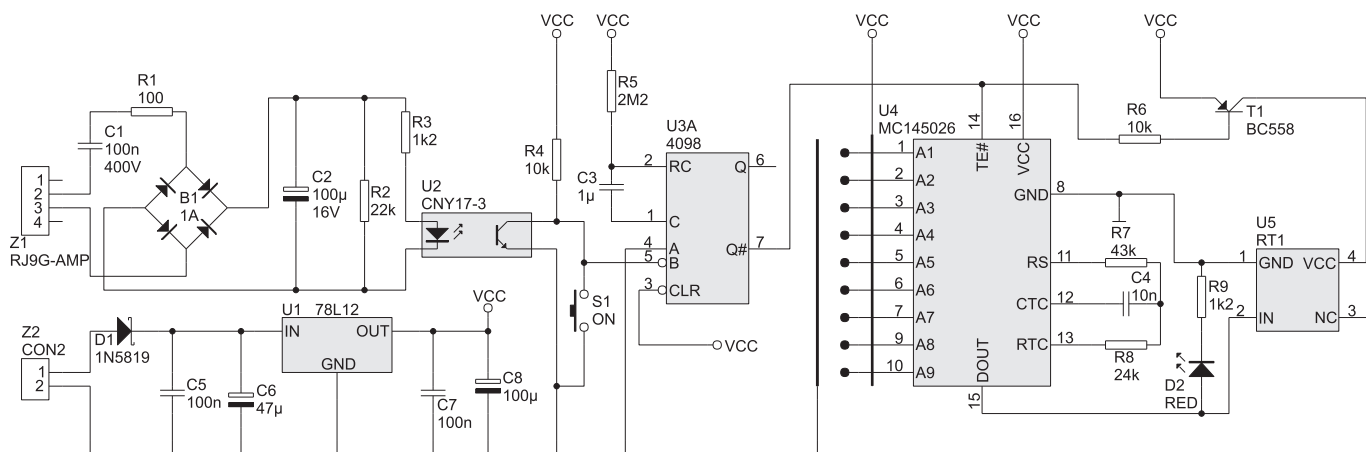 VCC
VCC
VCC
VCC
VCC
R1
100
C1
100n
400V
1
2
3
4
Z1
RJ9G-AMP
B1
1A
C2
100µ
16V
R2
22k
R3
1k2
U2
CNY17-3
R4
10k
R5
2M2
C3
1µ
U3A
4098
2
RC
Q
6
1
C
4
A
5
B
3
CLR
Q#
7
VCC
S1
ON
U4
MC145026
14
TE#
16
VCC
1
A1
2
A2
3
A3
4
A4
5
A5
6
A6
7
A7
9
A8
10
A9
GND
8
RS
11
CTC
12
RTC
13
DOUT
15
R6
10k
T1
BC558
R7
43k
C4
10n
R8
24k
R9
1k2
D2
RED
U5
RT1
1
GND
VCC
4
2
IN
NC
3
Z2
CON2
1
2
D1
1N5819
C5
100n
C6
47µ
U1
78L12
IN
OUT
GND
VCC
C7
100n
C8
100µ